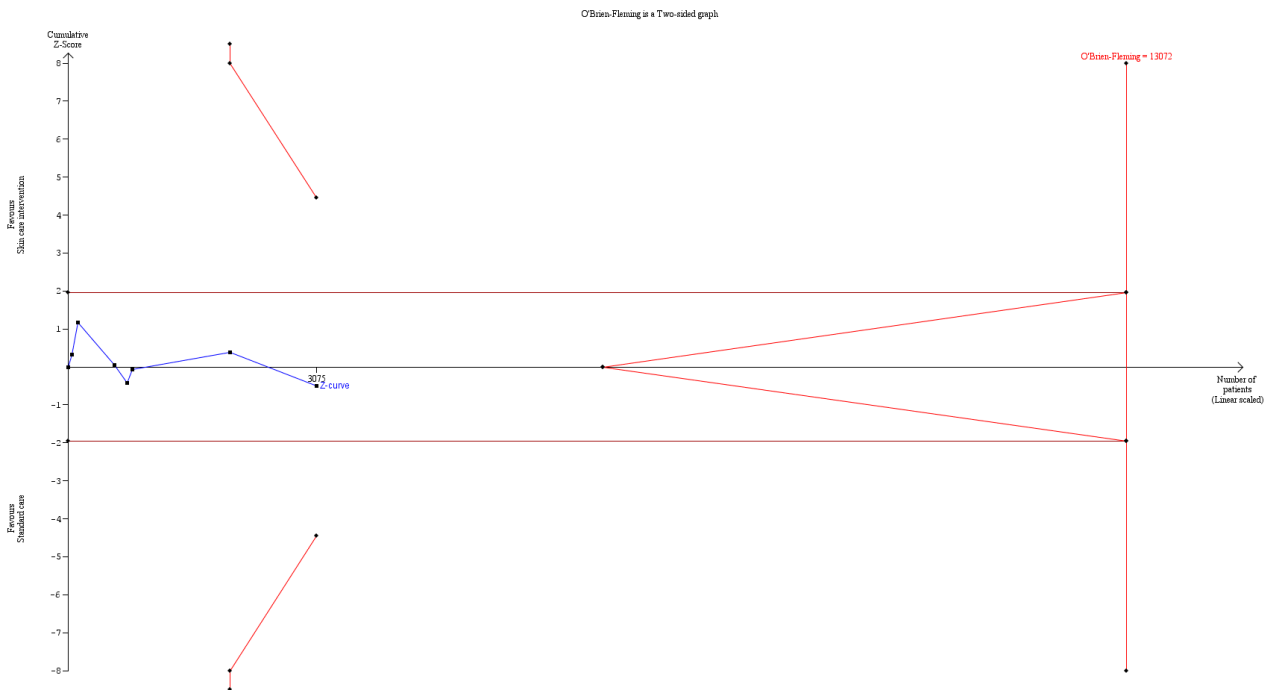 O'Brien-Fleming is a Two-sided graph
Cumulative
Z-Score
O'Brien-Fleming = 13072
8
7
6
5
4
3
2
1
-1
-2
-3
-4
-5
-6
-7
-8
Favours
Skin care intervention
Favours
Standard care
3075
Z-curve
Number of
patients
(Linear scaled)